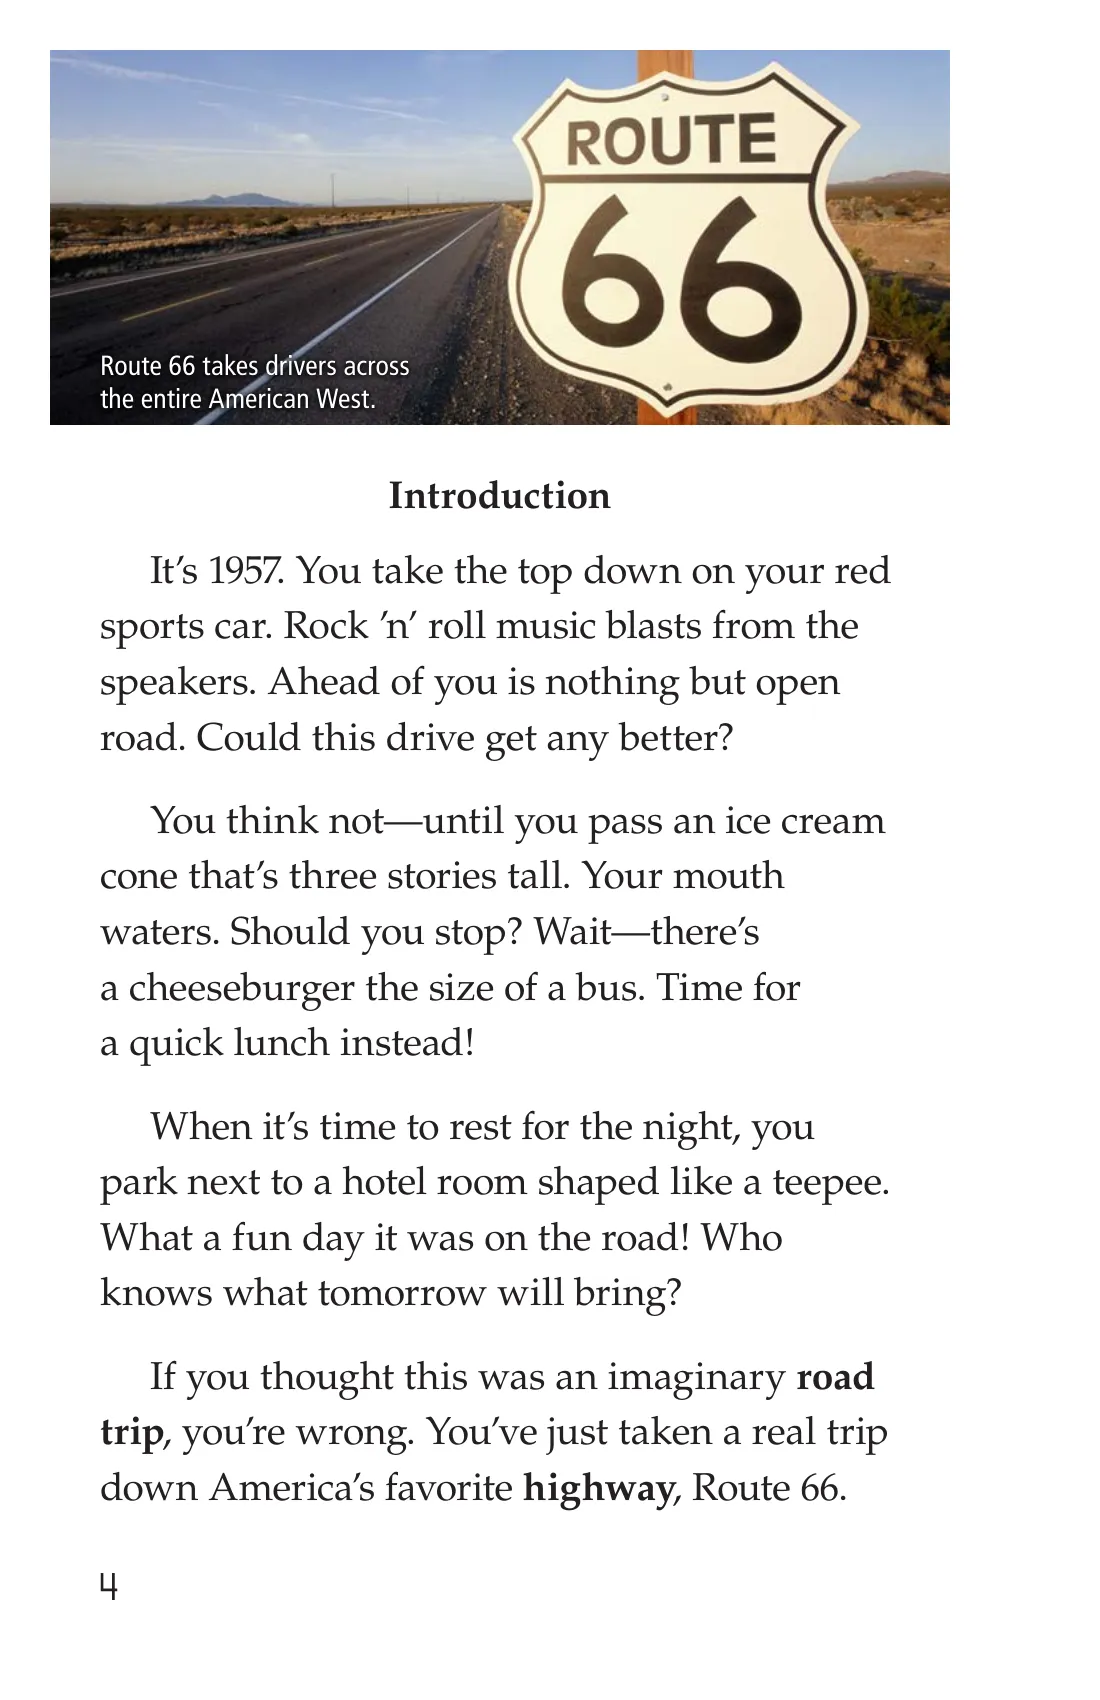 ROUTE
66
Route 66 takes drivers across
the entire American West.
Introduction
It’s 1957. You take the top down on your red
sports car. Rock ’n’ roll music blasts from the
speakers. Ahead of you is nothing but open
road. Could this drive get any better?
You think not—until you pass an ice cream
cone that’s three stories tall. Your mouth
waters. Should you stop? Wait—there’s
a cheeseburger the size of a bus. Time for
a quick lunch instead!
When it’s time to rest for the night, you
park next to a hotel room shaped like a teepee.
What a fun day it was on the road! Who
knows what tomorrow will bring?
If you thought this was an imaginary road
trip, you’re wrong. You’ve just taken a real trip
down America’s favorite highway, Route 66.
4